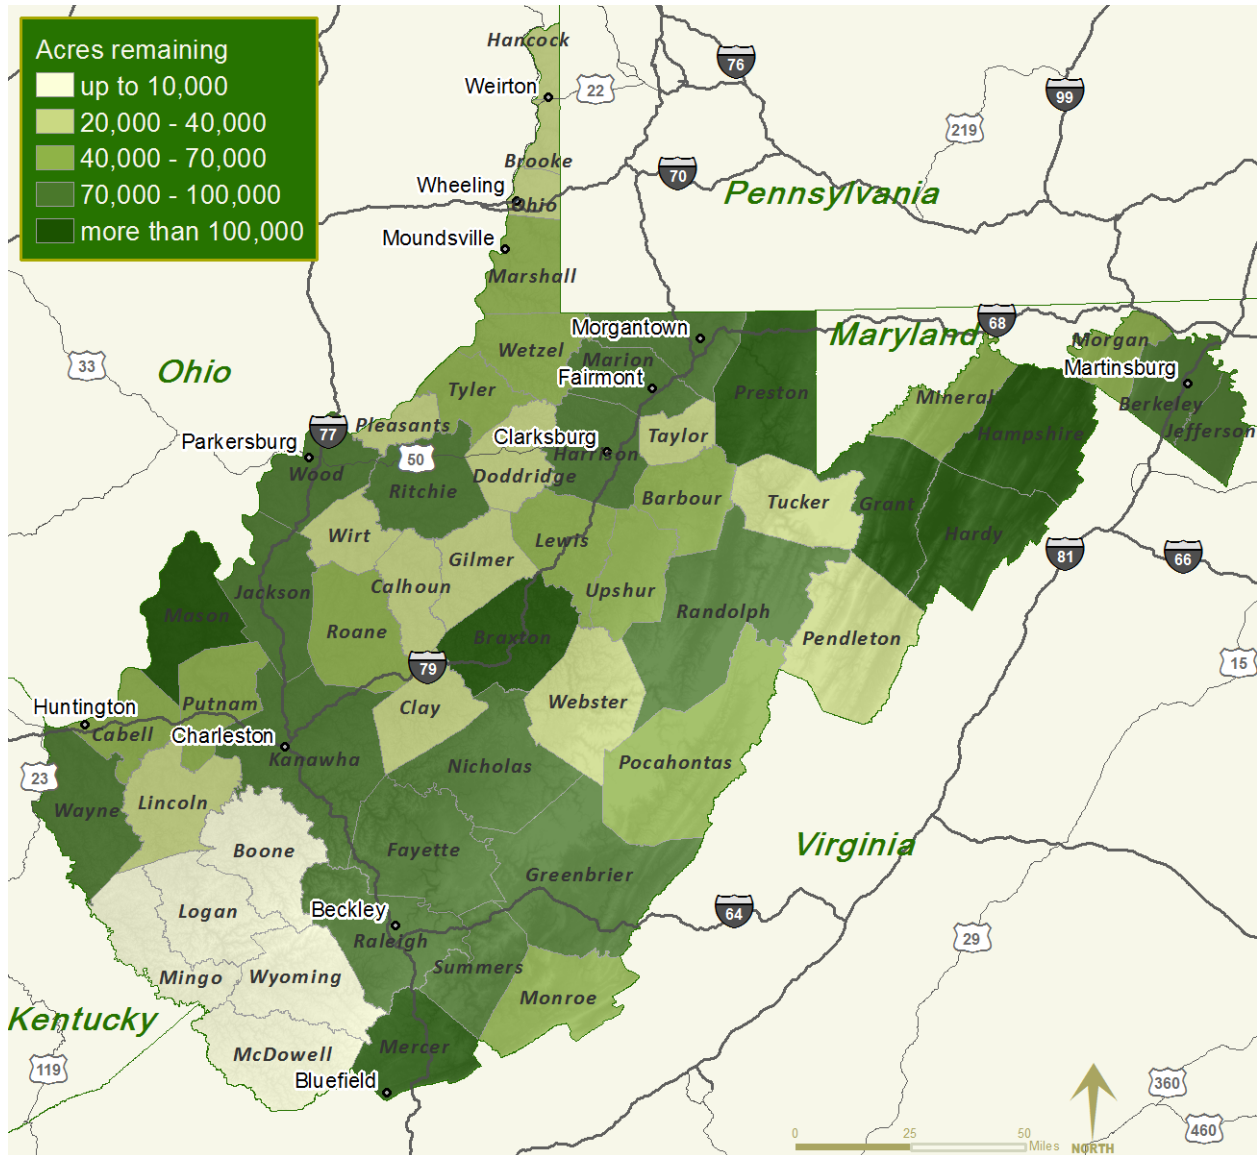 Acres remaining
up to 10,000
20,000 - 40,000
40,000 - 70,000
70,000 - 100,000
more than 100,000
Hancock
76
Weirton
22
99
219
Brooke
70
Wheeling
Pennsylvania
Ohio
Moundsville
Marshall
68
Morgantown
Maryland
Morgan
Wetzel
Marion
33
Ohio
Martinsburg
Fairmont
Tyler
Preston
Mineral
Berkeley
Pleasants
77
Hampshire
Jefferson
Parkersburg
Clarksburg
Taylor
Harrison
50
Wood
Doddridge
Ritchie
Barbour
Tucker
Grant
Wirt
Lewis
Hardy
Gilmer
81
66
Calhoun
Jackson
Upshur
Mason
Randolph
Roane
Braxton
Pendleton
79
15
Putnam
Webster
Huntington
Clay
Cabell
Charleston
Kanawha
Nicholas
Pocahontas
23
Lincoln
Wayne
Virginia
Boone
Fayette
Greenbrier
Logan
Beckley
64
29
Raleigh
Summers
Mingo
Wyoming
Monroe
Kentucky
McDowell
Mercer
119
Bluefield
360
460
0
25
50
Miles
NORTH